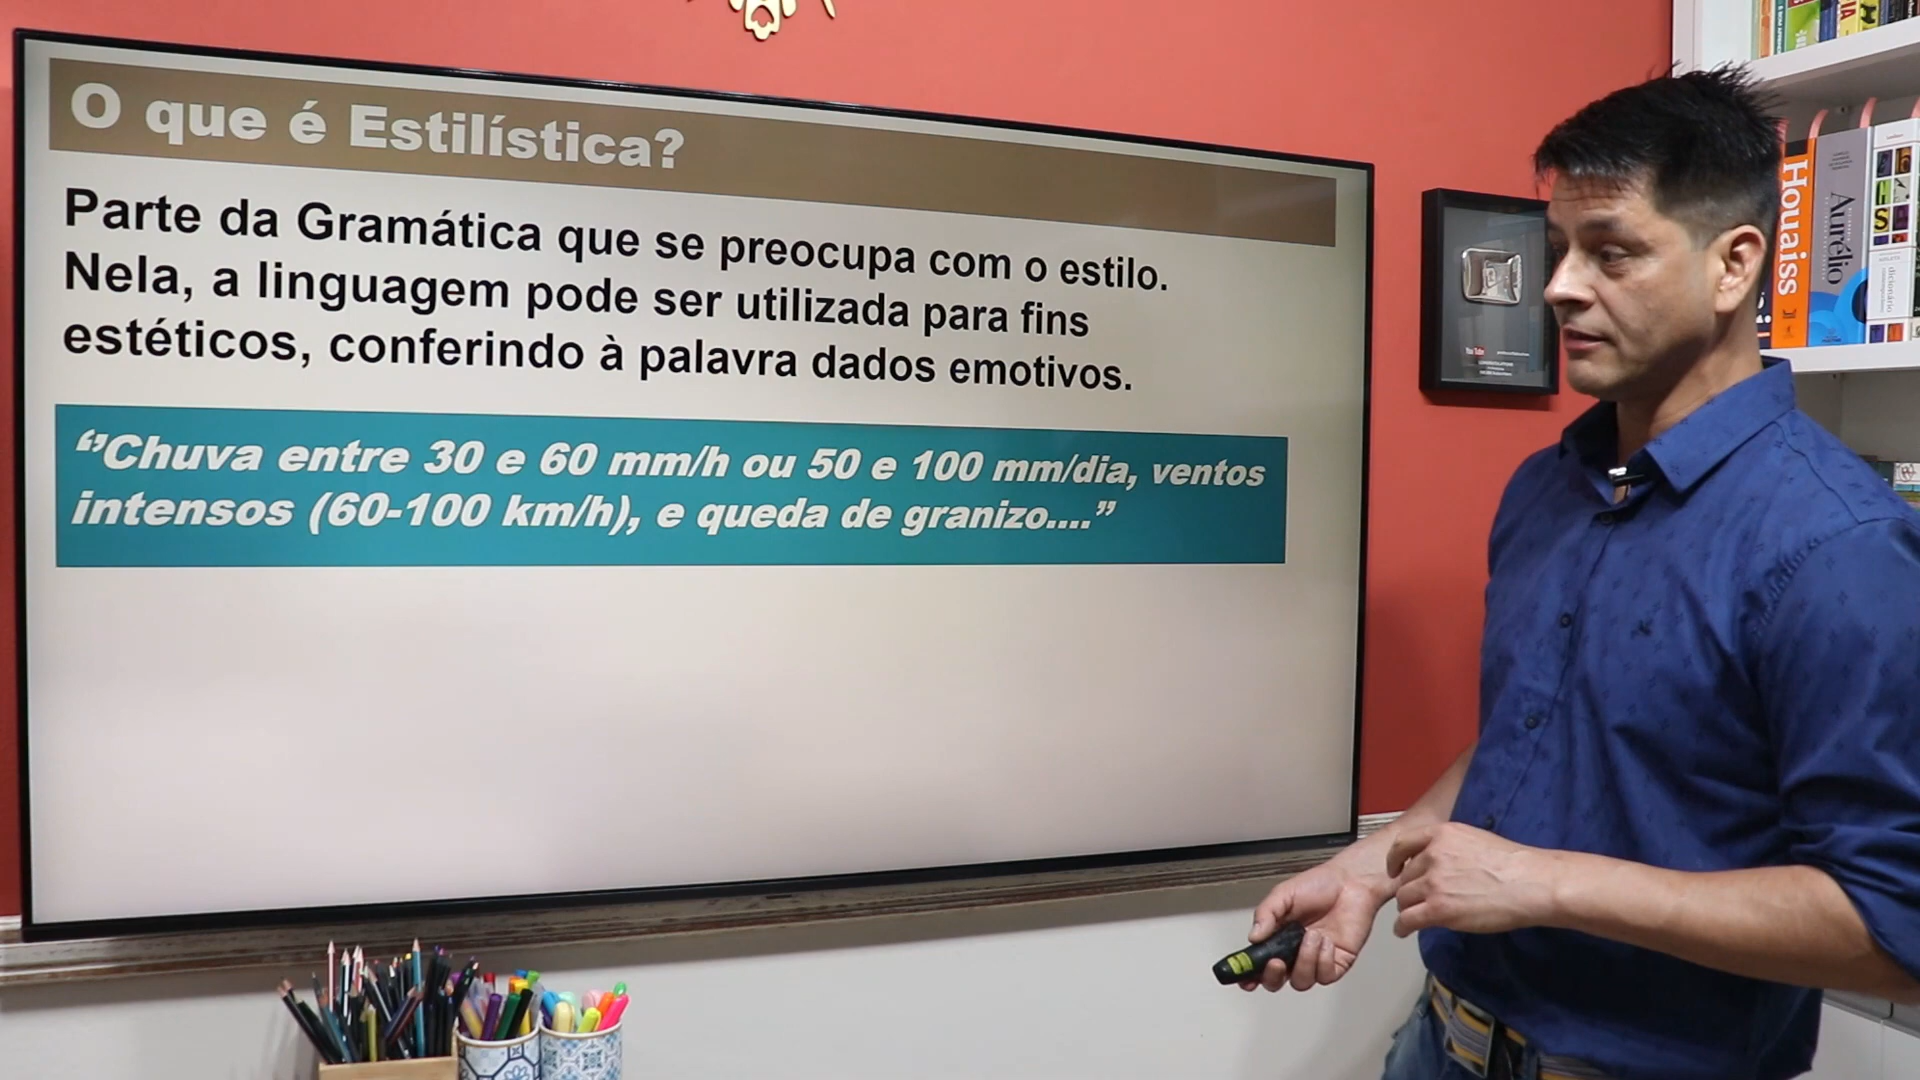 O que é Estilística?
Parte da Gramática que se preocupa com o estilo.
Nela, a linguagem pode ser utilizada para fins
estéticos, conferindo à palavra dados emotivos.
‘’Chuva entre 30 e 60 mm/h ou 50 e 100 mm/dia, ventos
intensos (60-100 km/h), e queda de granizo....”
YouTube
Houaiss
Aurélio
dicionário